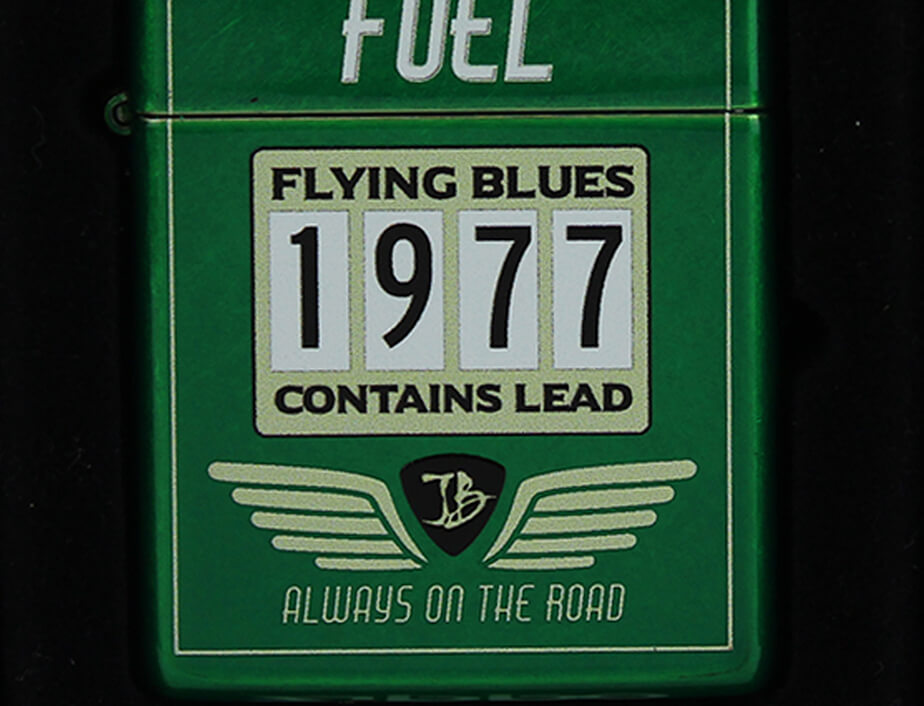 FUEL
FLYING BLUES
1977
CONTAINS LEAD
JB
ALWAYS ON THE ROAD